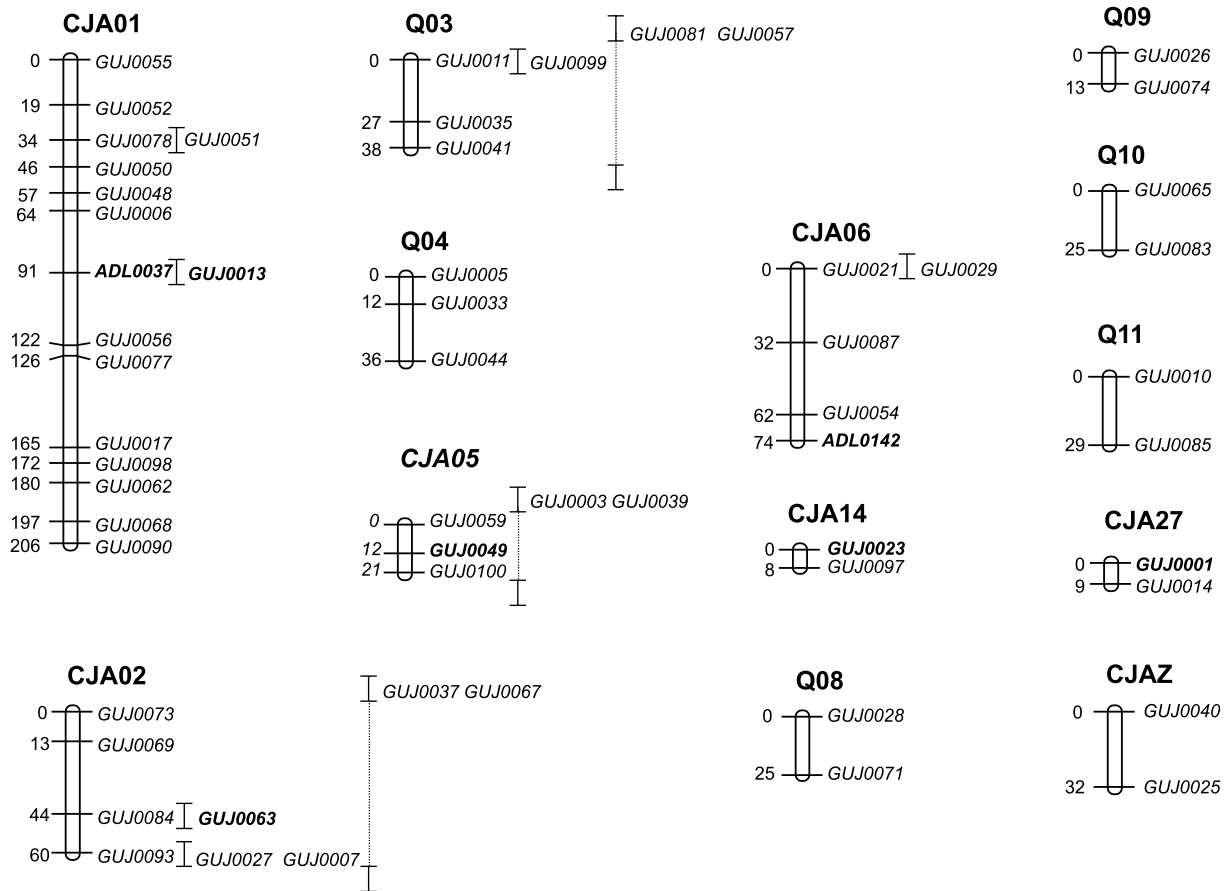 CJA01
0 GUJ0055
19 GUJ0052
34 GUJ0078 GUJ0051
46 GUJ0050
57 GUJ0048
64 GUJ0006
91 ADL0037 GUJ0013
122 GUJ0056
126 GUJ0077
165 GUJ0017
172 GUJ0098
180 GUJ0062
197 GUJ0068
206 GUJ0090
CJA02
0 GUJ0073
13 GUJ0069
44 GUJ0084 GUJ0063
60 GUJ0093 GUJ0027 GUJ0007
GUJ0037 GUJ0067
Q03
0 GUJ0011 GUJ0099
27 GUJ0035
38 GUJ0041
GUJ0081 GUJ0057
Q04
0 GUJ0005
12 GUJ0033
36 GUJ0044
CJA05
0 GUJ0059
12 GUJ0049
21 GUJ0100
GUJ0003 GUJ0039
CJA06
0 GUJ0021 GUJ0029
32 GUJ0087
62 GUJ0054
74 ADL0142
CJA14
0 GUJ0023
8 GUJ0097
Q08
0 GUJ0028
25 GUJ0071
Q09
0 GUJ0026
13 GUJ0074
Q10
0 GUJ0065
25 GUJ0083
Q11
0 GUJ0010
29 GUJ0085
CJA27
0 GUJ0001
9 GUJ0014
CJAZ
0 GUJ0040
32 GUJ0025